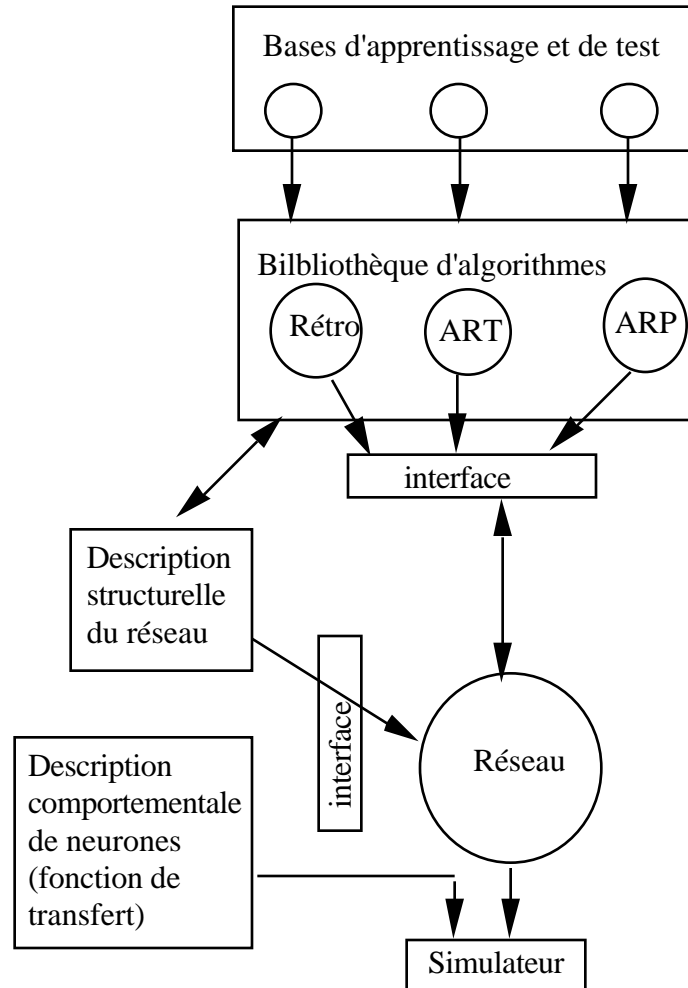 Bases d'apprentissage et de test
Bilbliothèque d'algorithmes
Rétro
ART
ARP
interface
Description
structurelle
du réseau
interface
Réseau
Description
comportementale
de neurones
(fonction de
transfert)
Simulateur